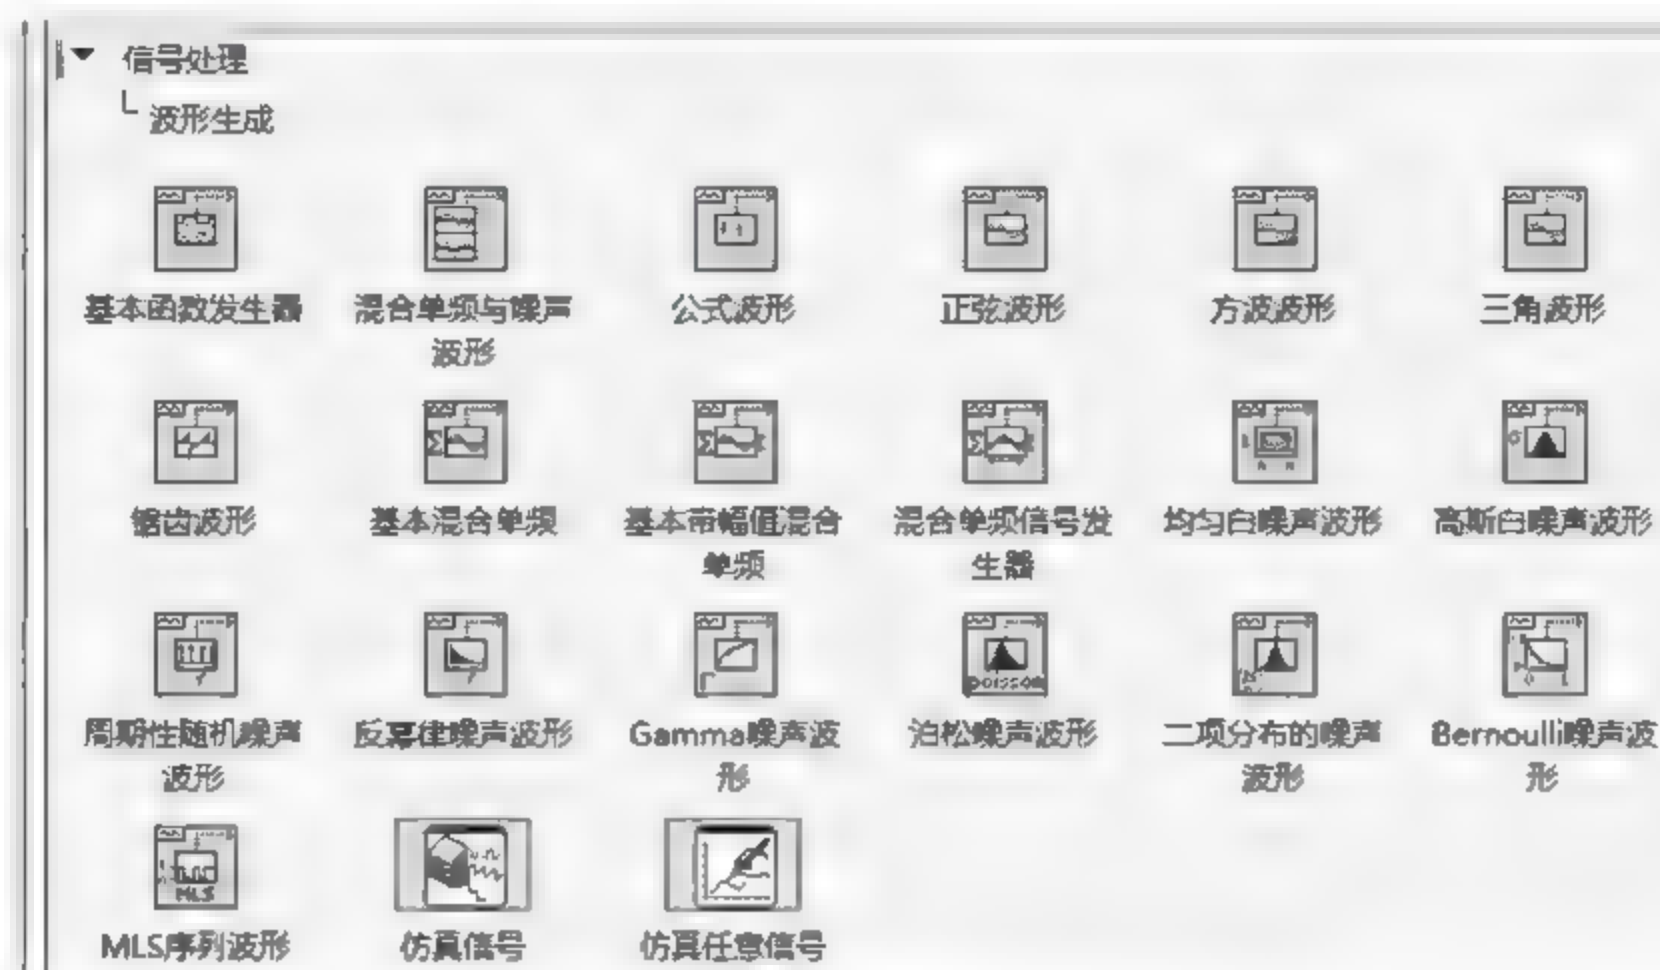 信号处理
波形生成
基本函数发生器 混合单频与噪声 公式波形 正弦波形 方波波形 三角波形
波形
锯齿波形 基本混合单频 基本带幅值混合 混合单频信号发 均匀白噪声波形 高斯白噪声波形
单频 生器
周期性随机噪声 反幂律噪声波形 Gamma噪声波 泊松噪声波形 二项分布的噪声 Bernoulli噪声波
波形 形 波形 形
MLS
MLS序列波形 仿真信号 仿真任意信号